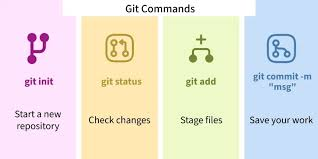 Git Commands
git init
git status
git add
git commit -m
"msg"
Start a new
repository
Check changes
Stage files
Save your work